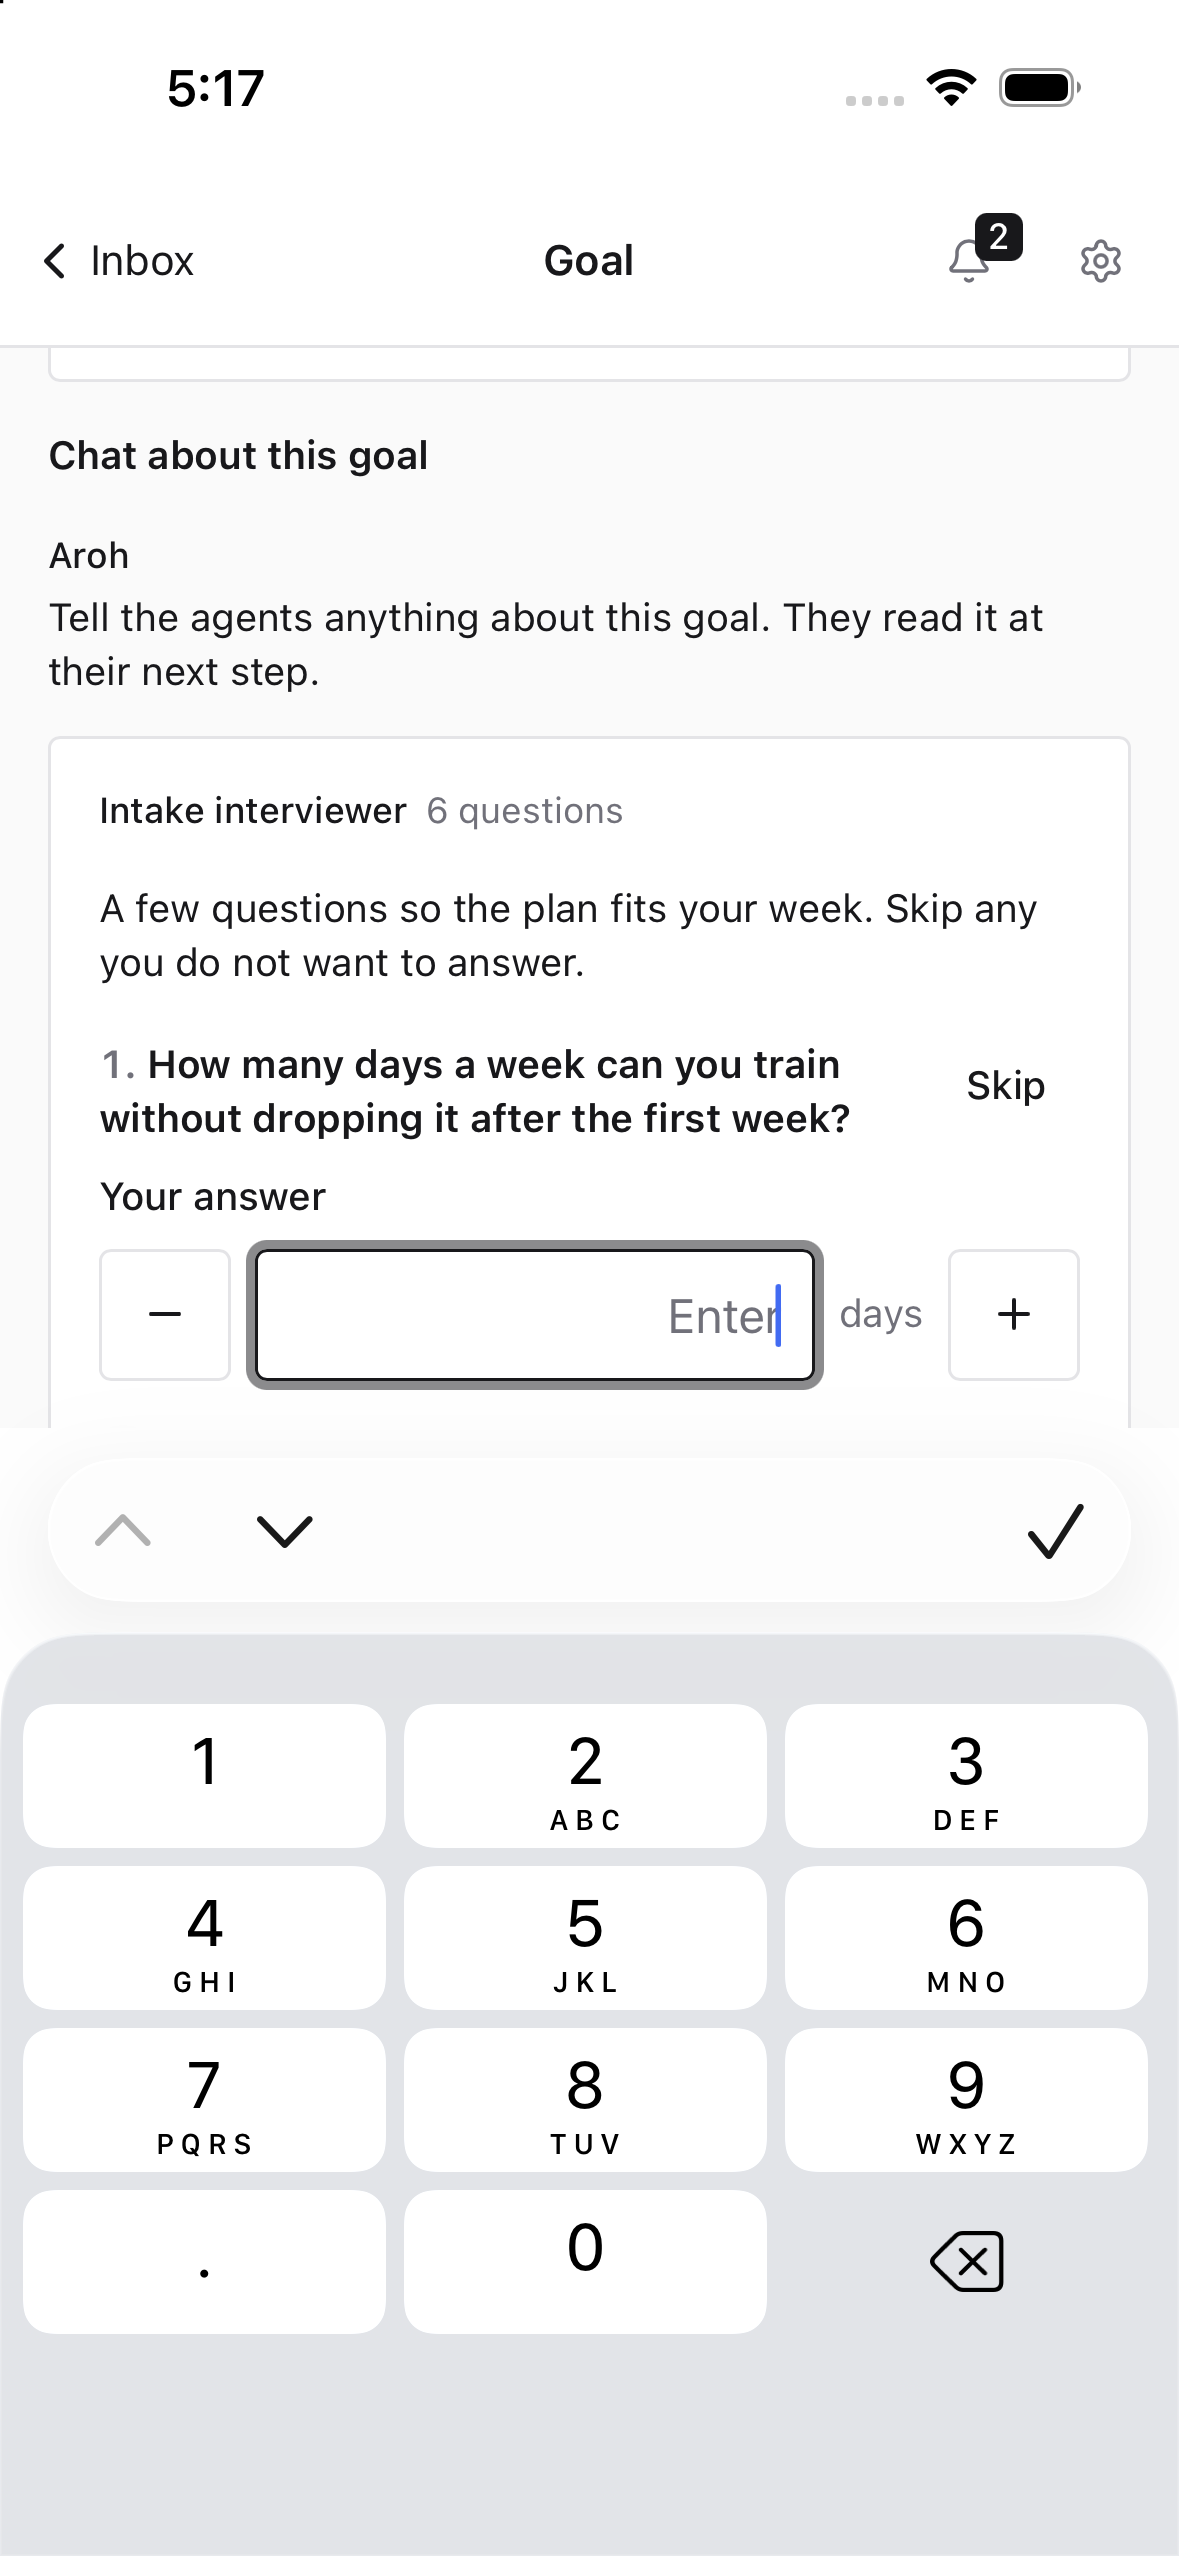 5:17
Inbox
Goal
2
Chat about this goal
Aroh
Tell the agents anything about this goal. They read it at
their next step.
Intake interviewer 6 questions
A few questions so the plan fits your week. Skip any
you do not want to answer.
1. How many days a week can you train
without dropping it after the first week?
Skip
Your answer
Enter
days
1
2
ABC
3
DEF
4
GHI
5
JKL
6
MNO
7
PQRS
8
TUV
9
WXYZ
.
0